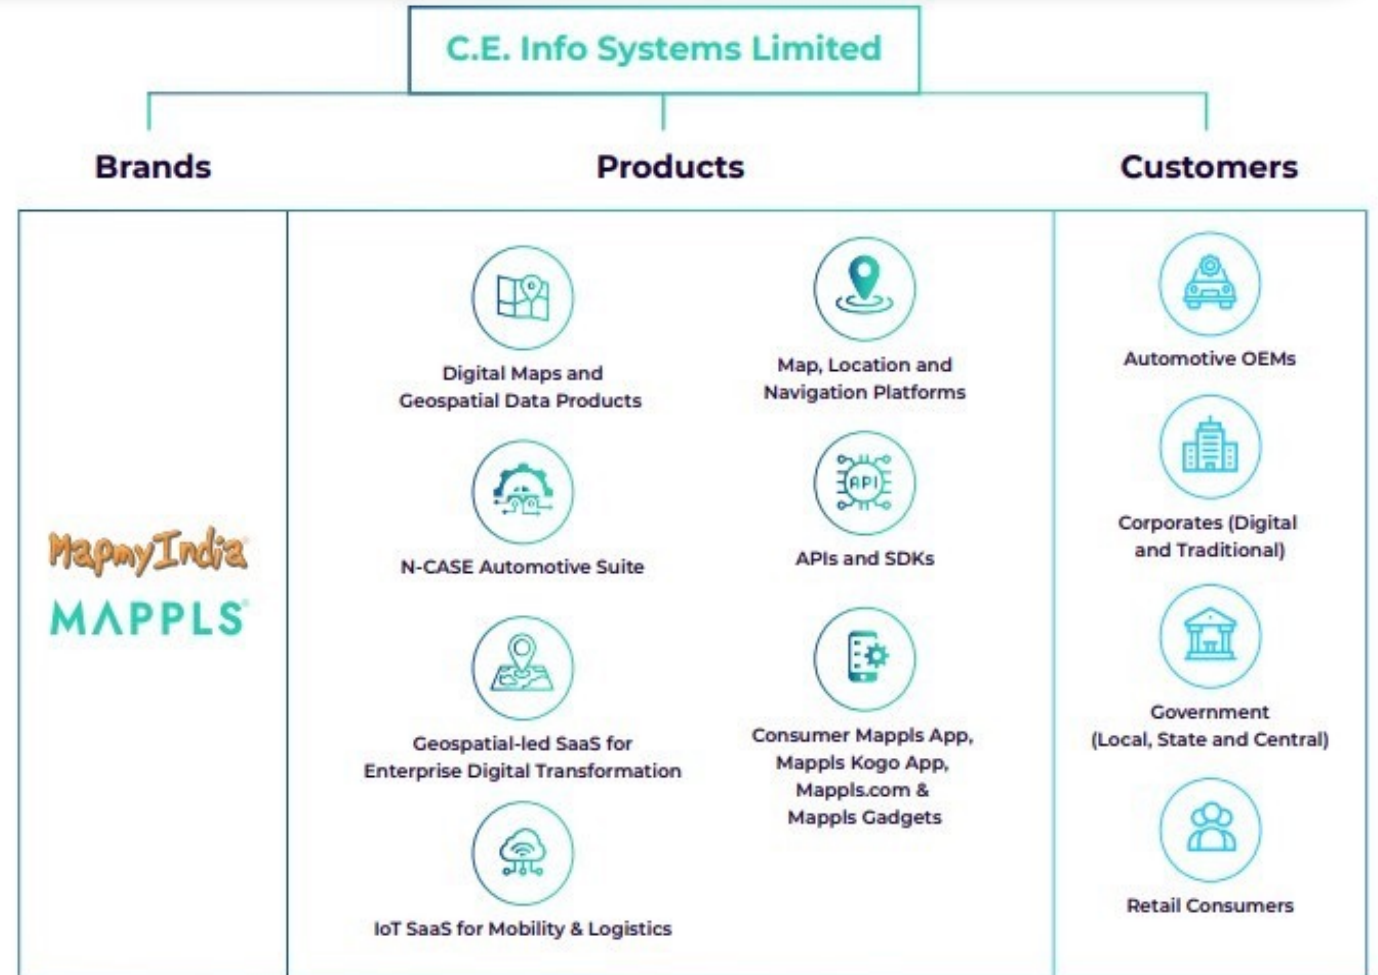 C.E. Info Systems Limited
Brands
Products
Customers
MapmyIndia
MAPPLS
Digital Maps and
Geospatial Data Products
Map, Location and
Navigation Platforms
N-CASE Automotive Suite
API
APIs and SDKs
Geospatial-led SaaS for
Enterprise Digital Transformation
Consumer Mappls App,
Mappls Kogo App,
Mappls.com &
Mappls Gadgets
IoT SaaS for Mobility & Logistics
Automotive OEMs
Corporates (Digital
and Traditional)
Government
(Local, State and Central)
Retail Consumers